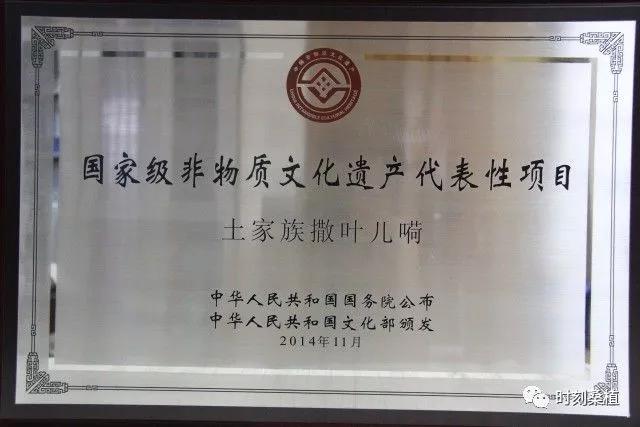 国家级非物质文化遗产代表性项目
土家族撒叶儿嗬
中华人民共和国国务院公布
中华人民共和国文化部颁发
2014年11月
时刻桑植